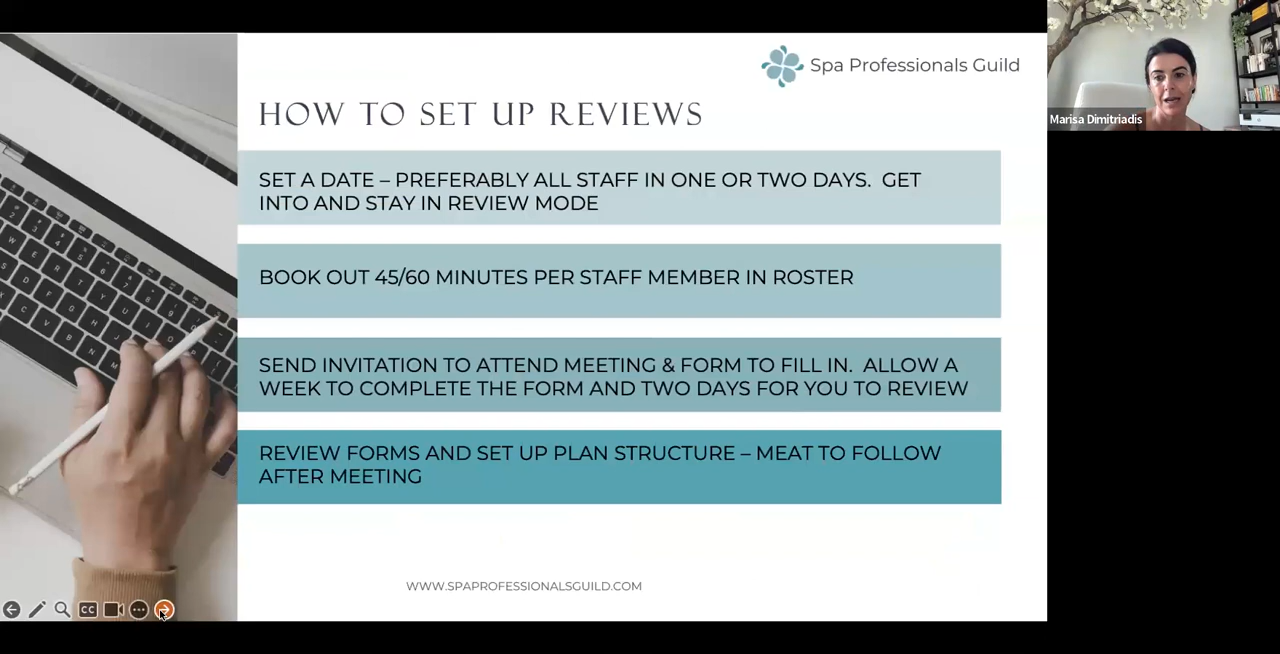 Spa Professionals Guild
HOW TO SET UP REVIEWS
SET A DATE – PREFERABLY ALL STAFF IN ONE OR TWO DAYS.  GET
INTO AND STAY IN REVIEW MODE
BOOK OUT 45/60 MINUTES PER STAFF MEMBER IN ROSTER
SEND INVITATION TO ATTEND MEETING & FORM TO FILL IN.  ALLOW A
WEEK TO COMPLETE THE FORM AND TWO DAYS FOR YOU TO REVIEW
REVIEW FORMS AND SET UP PLAN STRUCTURE – MEAT TO FOLLOW
AFTER MEETING
WWW.SPAPROFESSIONALSGUILD.COM
CC
Marisa Dimitriadis